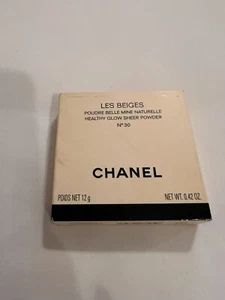 LES BEIGES
POUDRE BELLE MINE NATURELLE
HEALTHY GLOW SHEER POWDER
N°30
CHANEL
POIDS NET 12 g NET WT. 0.42 OZ.